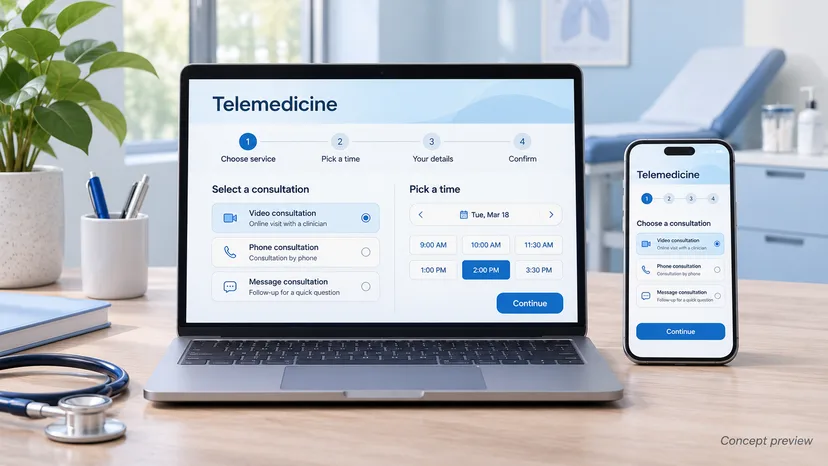 Telemedicine
1
2
3
4
Choose service
Pick a time
Your details
Confirm
Select a consultation
Video consultation
Online visit with a clinician
Phone consultation
Consultation by phone
Message consultation
Follow-up for a quick question
Pick a time
Tue, Mar 18
9:00 AM
10:00 AM
11:30 AM
1:00 PM
2:00 PM
3:30 PM
Continue
Telemedicine
1
2
3
4
Choose a consultation
Video consultation
Online visit with a clinician
Phone consultation
Consultation by phone
Message consultation
Follow-up for a quick question
Continue
Concept preview